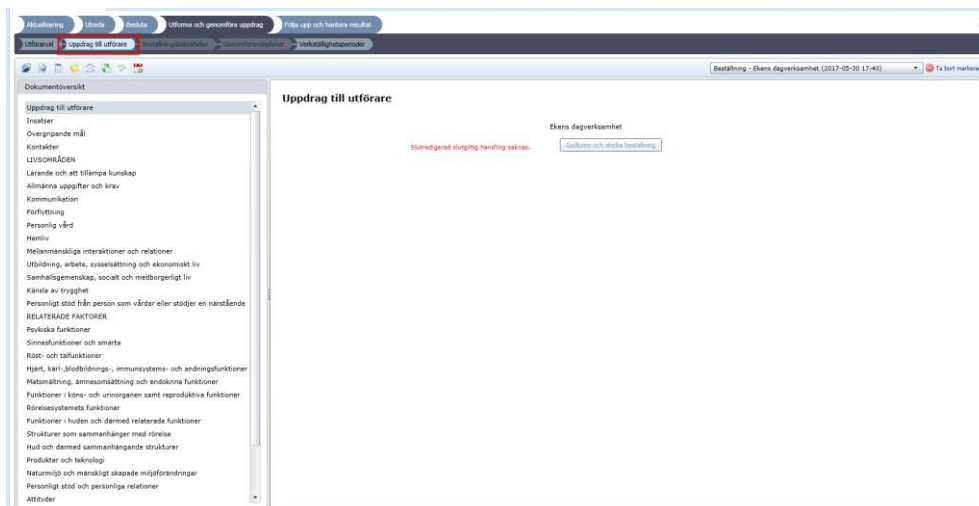 Aktualisering Utreda Besluta Utforma och genomföra uppdrag Följa upp och hantera resultat
Utförarval Uppdrag till utförare Beställningsbekräftelse Genomförandeplaner Verkställighetsperioder
Beställning - Ekens dagverksamhet (2017-05-30 17:40) Ta bort markera
Dokumentöversikt
Uppdrag till utförare
Uppdrag till utförare
Insatser
Övergripande mål
Kontakter
LIVSOMRÅDEN
Lärande och att tillämpa kunskap
Allmänna uppgifter och krav
Kommunikation
Förflyttning
Personlig vård
Hemliv
Mellanmänskliga interaktioner och relationer
Utbildning, arbete, sysselsättning och ekonomiskt liv
Samhällsgemenskap, socialt och medborgerligt liv
Känsla av trygghet
Personligt stöd från person som vårdar eller stödjer en närstående
RELATERADE FAKTORER
Psykiska funktioner
Sinnesfunktioner och smärta
Röst- och talfunktioner
Hjärt, kärl-,blodbildnings-, immunsystems- och andningsfunktioner
Matsmältning, ämnesomsättning och endokrina funktioner
Funktioner i köns- och urinorganen samt reproduktiva funktioner
Rörelsesystemets funktioner
Funktioner i huden och därmed relaterade funktioner
Strukturer som sammanhänger med rörelse
Hud och därmed sammanhängande strukturer
Produkter och teknologi
Naturmiljö och mänskligt skapade miljöförändringar
Personligt stöd och personliga relationer
Attityder
Ekens dagverksamhet
Slutredigerad slutgiltig handling saknas. Godkänn och skicka beställning